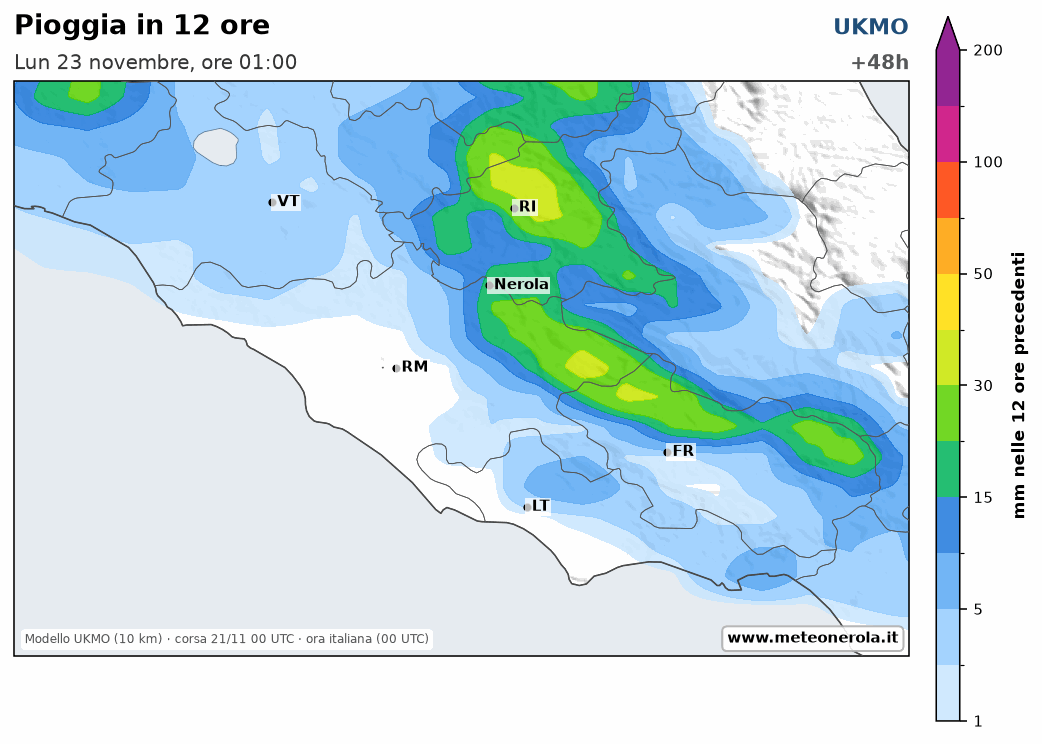 Pioggia in 12 ore
UKMO
Lun 23 novembre, ore 01:00
+48h
200
100
50
30
15
5
1
mm nelle 12 ore precedenti
VT
RI
Nerola
RM
FR
LT
Modello UKMO (10 km) · corsa 21/11 00 UTC · ora italiana (00 UTC)
www.meteonerola.it